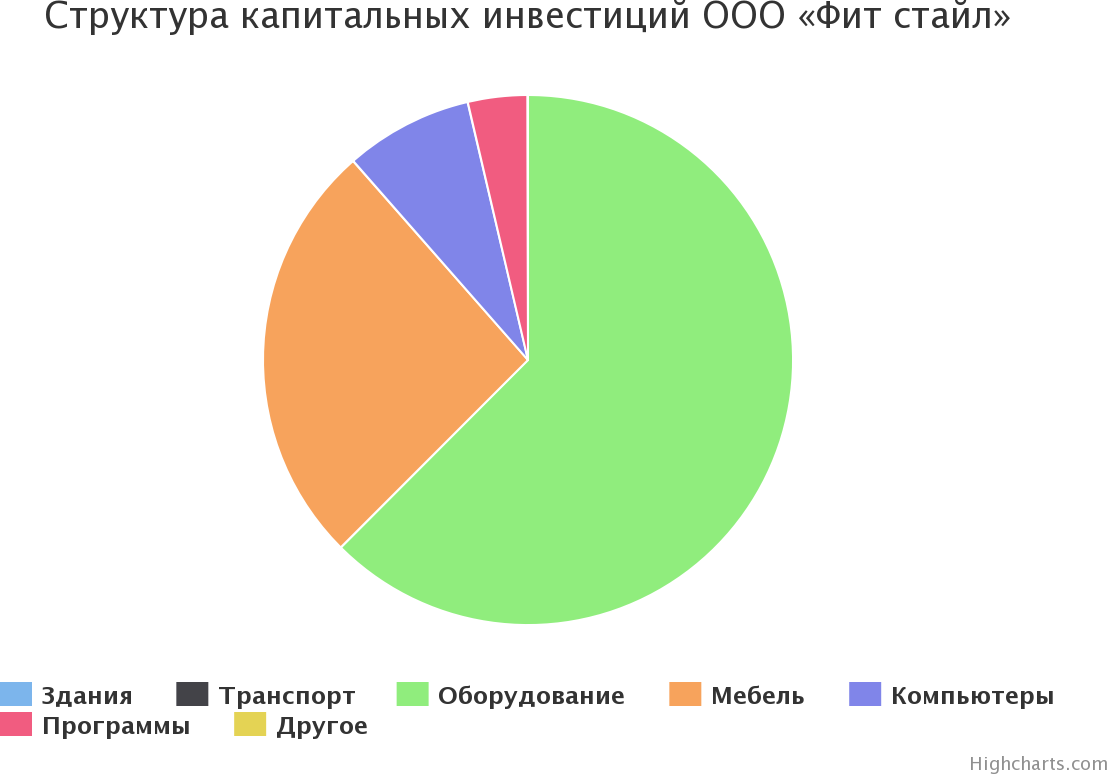 Структура капитальных инвестиций ООО «Фит стайл»
Здания Транспорт Оборудование Мебель Компьютеры
Программы Другое
Highcharts.com